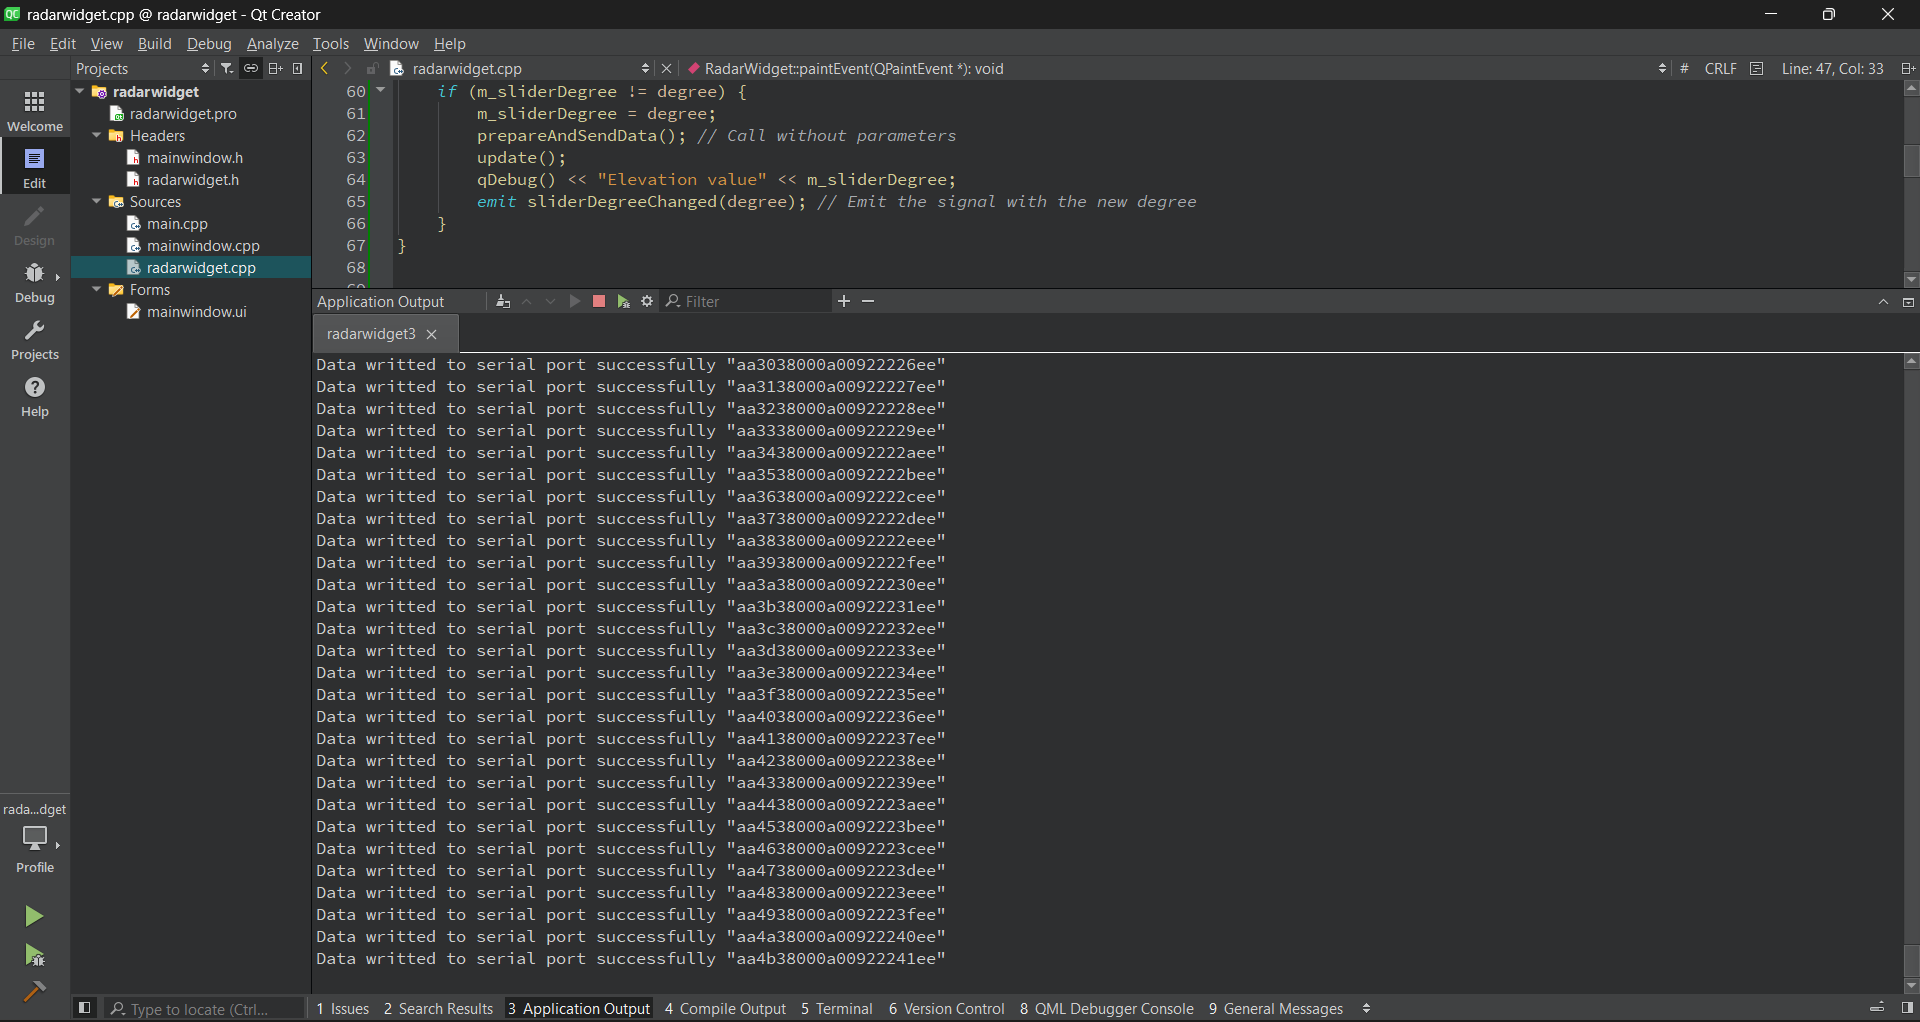 radarwidget.cpp @ radarwidget - Qt Creator
File Edit View Build Debug Analyze Tools Window Help
Projects
radarwidget.cpp
RadarWidget::paintEvent(QPaintEvent *): void
# CRLF Line: 47, Col: 33
Welcome
Edit
Design
Debug
Projects
Help
radarwidget
radarwidget.pro
Headers
mainwindow.h
radarwidget.h
Sources
main.cpp
mainwindow.cpp
radarwidget.cpp
Forms
mainwindow.ui
60 if (m_sliderDegree != degree) {
61 m_sliderDegree = degree;
62 prepareAndSendData(); // Call without parameters
63 update();
64 qDebug() << "Elevation value" << m_sliderDegree;
65 emit sliderDegreeChanged(degree); // Emit the signal with the new degree
66 }
67 }
68
Application Output Filter
radarwidget3
Data writted to serial port successfully "aa3038000a00922226ee"
Data writted to serial port successfully "aa3138000a00922227ee"
Data writted to serial port successfully "aa3238000a00922228ee"
Data writted to serial port successfully "aa3338000a00922229ee"
Data writted to serial port successfully "aa3438000a0092222aee"
Data writted to serial port successfully "aa3538000a0092222bee"
Data writted to serial port successfully "aa3638000a0092222cee"
Data writted to serial port successfully "aa3738000a0092222dee"
Data writted to serial port successfully "aa3838000a0092222eee"
Data writted to serial port successfully "aa3938000a0092222fee"
Data writted to serial port successfully "aa3a38000a00922230ee"
Data writted to serial port successfully "aa3b38000a00922231ee"
Data writted to serial port successfully "aa3c38000a00922232ee"
Data writted to serial port successfully "aa3d38000a00922233ee"
Data writted to serial port successfully "aa3e38000a00922234ee"
Data writted to serial port successfully "aa3f38000a00922235ee"
Data writted to serial port successfully "aa4038000a00922236ee"
Data writted to serial port successfully "aa4138000a00922237ee"
Data writted to serial port successfully "aa4238000a00922238ee"
Data writted to serial port successfully "aa4338000a00922239ee"
Data writted to serial port successfully "aa4438000a0092223aee"
Data writted to serial port successfully "aa4538000a0092223bee"
Data writted to serial port successfully "aa4638000a0092223cee"
Data writted to serial port successfully "aa4738000a0092223dee"
Data writted to serial port successfully "aa4838000a0092223eee"
Data writted to serial port successfully "aa4938000a0092223fee"
Data writted to serial port successfully "aa4a38000a00922240ee"
Data writted to serial port successfully "aa4b38000a00922241ee"
rada...dget
Profile
Type to locate (Ctrl... 1 Issues 2 Search Results 3 Application Output 4 Compile Output 5 Terminal 6 Version Control 8 QML Debugger Console 9 General Messages